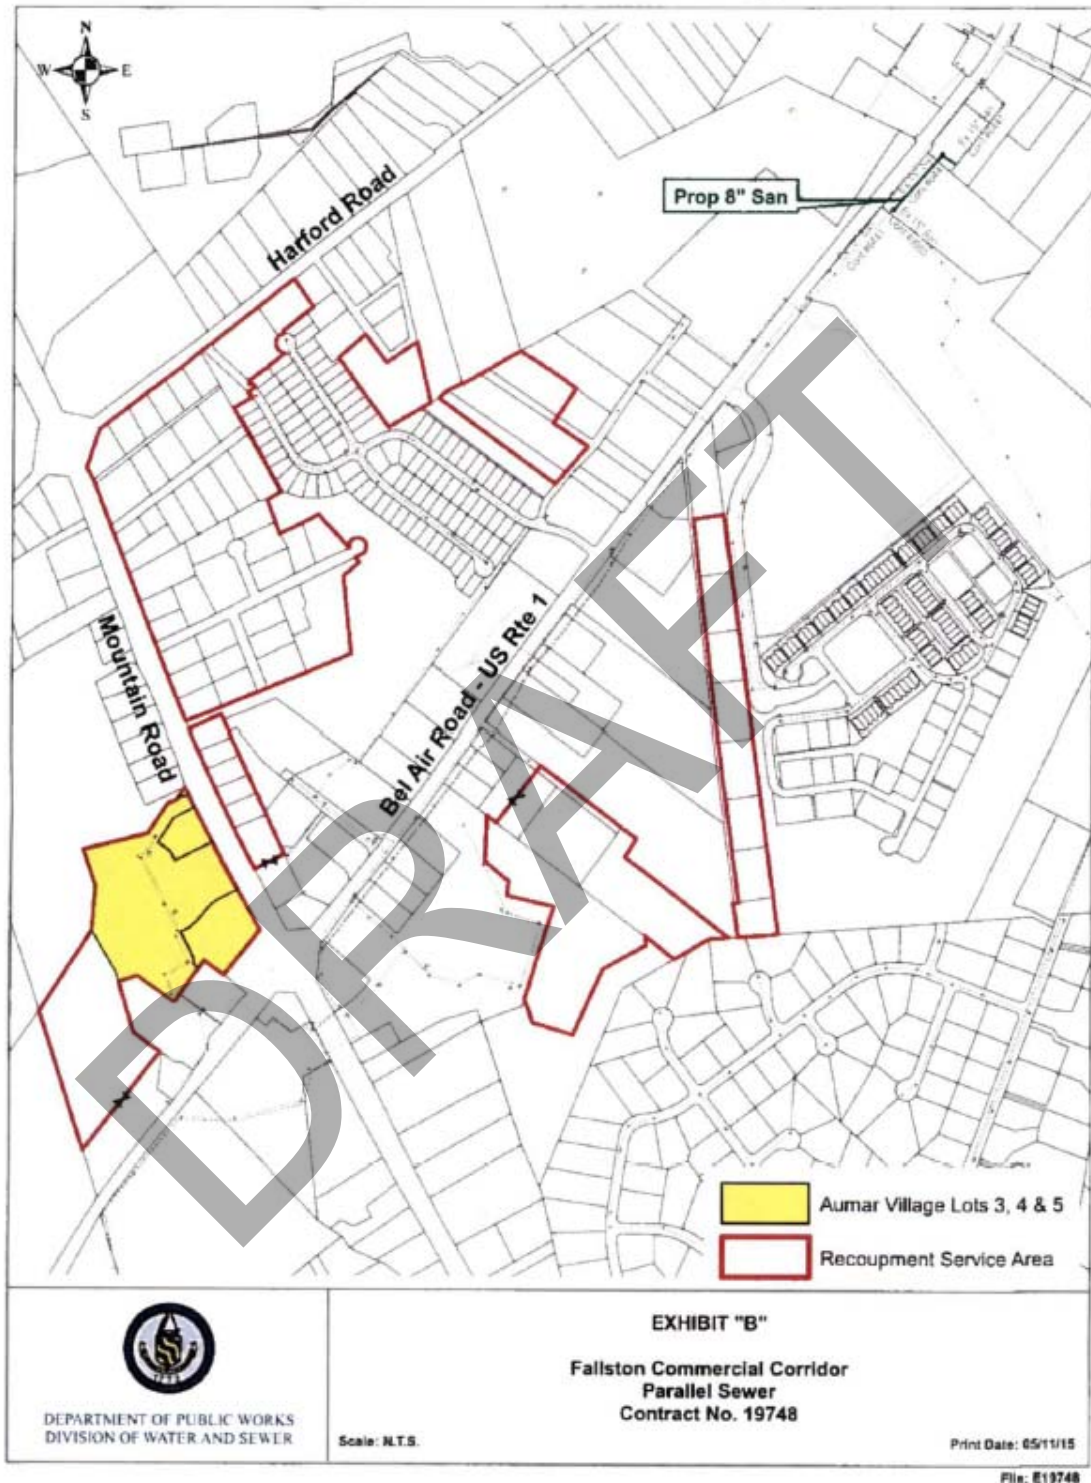 N
W E
S
Harford Road
Prop 8" San
Mountain Road
Bel Air Road - US Rte 1
DRAFT
Aumar Village Lots 3, 4 & 5
Recoupment Service Area
1773
DEPARTMENT OF PUBLIC WORKS
DIVISION OF WATER AND SEWER
EXHIBIT "B"
Fallston Commercial Corridor
Parallel Sewer
Contract No. 19748
Scale: N.T.S.
Print Date: 05/11/15
File: E19748